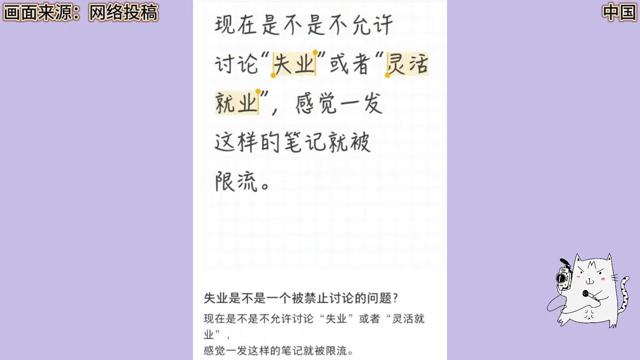 画面来源：网络投稿
中国
现在是不是不允许
讨论“失业”或者“灵活
就业”，感觉一发
这样的笔记就被
限流。
失业是不是一个被禁止讨论的问题？
现在是不是不允许讨论“失业”或者“灵活就
业”，
感觉一发这样的笔记就被限流。